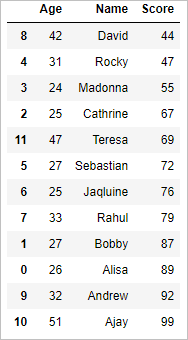 Age Name Score
8 42 David 44
4 31 Rocky 47
3 24 Madonna 55
2 25 Cathrine 67
11 47 Teresa 69
5 27 Sebastian 72
6 25 Jaqluine 76
7 33 Rahul 79
1 27 Bobby 87
0 26 Alisa 89
9 32 Andrew 92
10 51 Ajay 99